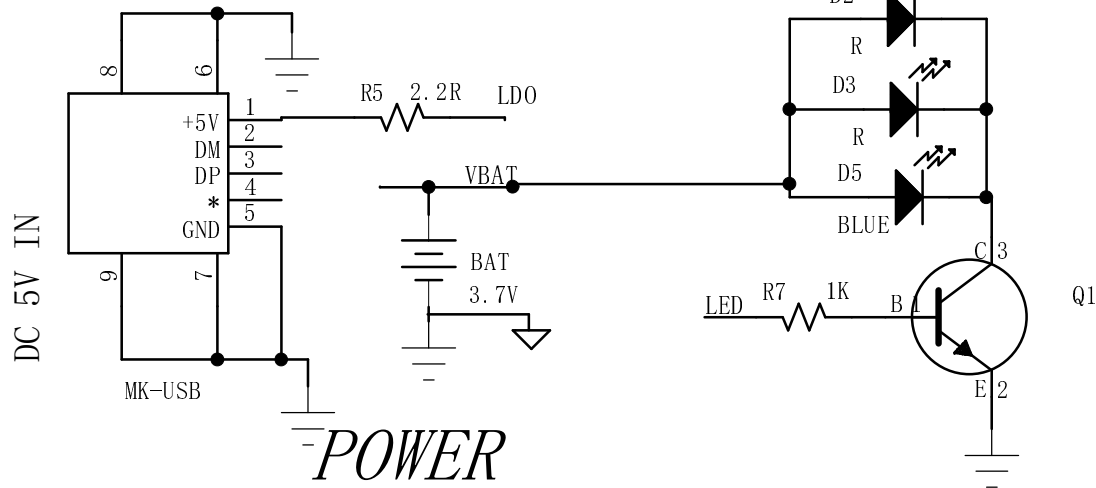 D2
8
6
R
R5
2.2R
LDO
D3
+5V
1
DM
2
DP
3
*
4
GND
5
R
VBAT
D5
BLUE
DC 5V IN
9
7
BAT
3.7V
C
3
LED
R7
1K
B
1
Q1
E
2
MK-USB
POWER